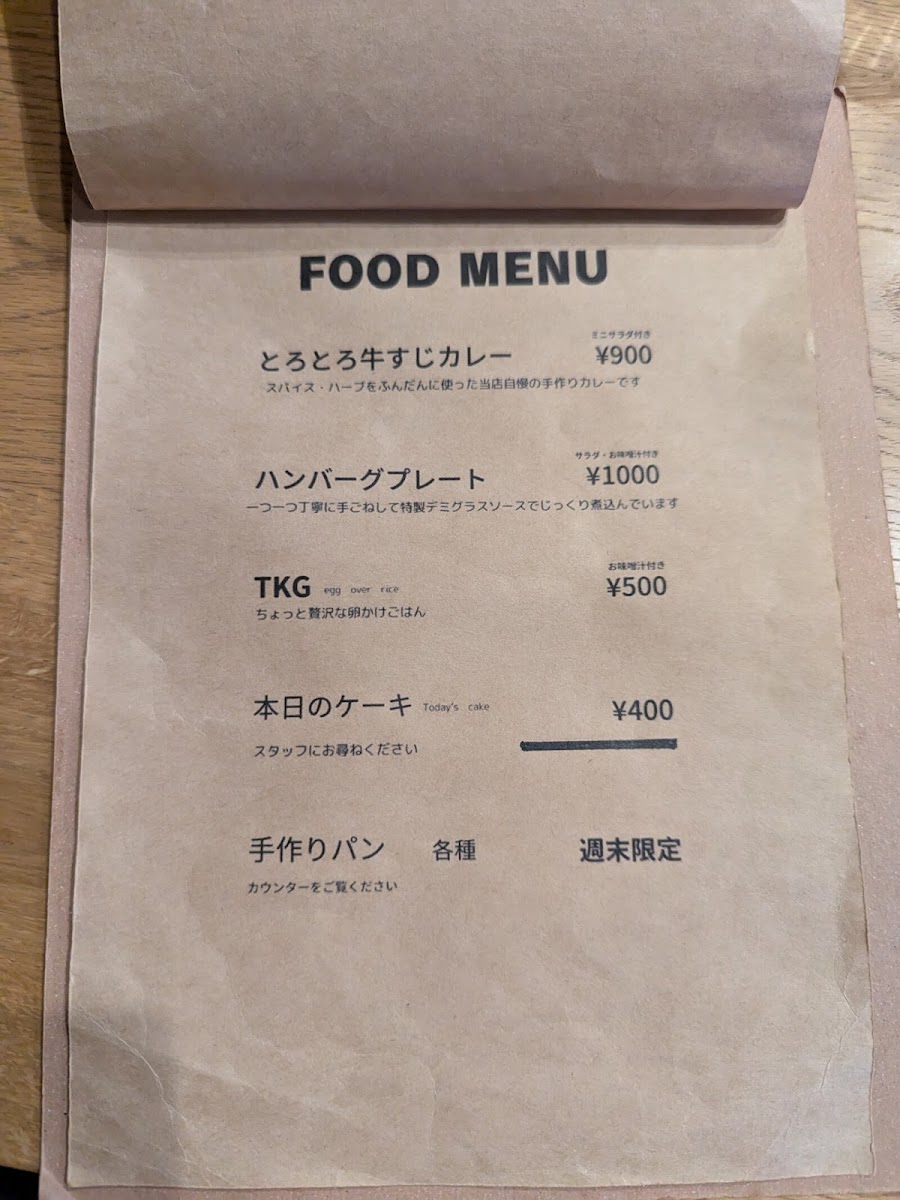 FOOD MENU
ミニサラダ付き
とろとろ牛すじカレー ¥900
スパイス・ハーブをふんだんに使った当店自慢の手作りカレーです
サラダ・お味噌汁付き
ハンバーグプレート ¥1000
一つ一つ丁寧に手ごねして特製デミグラスソースでじっくり煮込んでいます
お味噌汁付き
TKG egg over rice ¥500
ちょっと贅沢な卵かけごはん
本日のケーキ Today's cake ¥400
スタッフにお尋ねください
手作りパン 各種 週末限定
カウンターをご覧ください